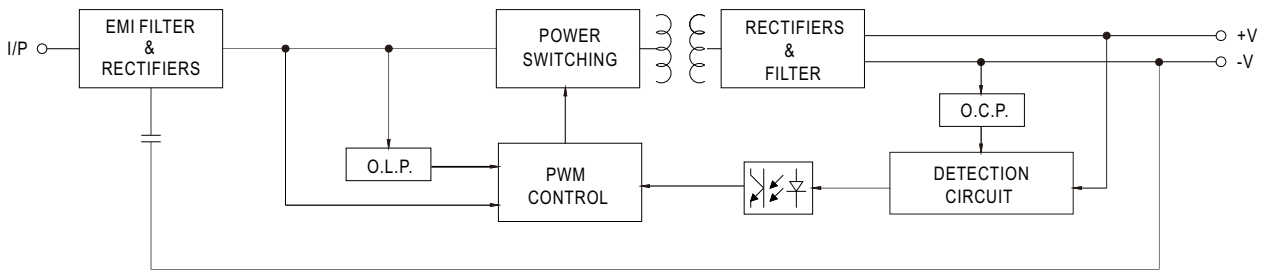 I/P
EMI FILTER
&
RECTIFIERS
POWER
SWITCHING
RECTIFIERS
&
FILTER
+V
-V
O.C.P.
O.L.P.
PWM
CONTROL
DETECTION
CIRCUIT